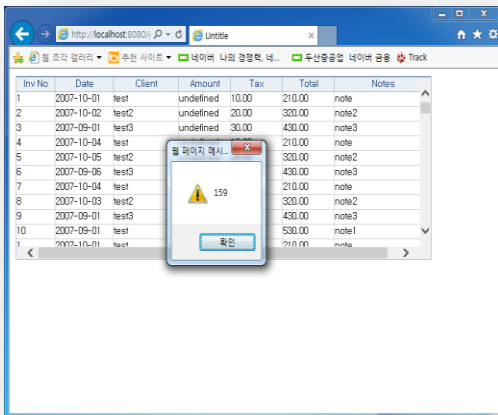 http://localhost:8080/
Untitle
웹 조각 갤러리
추천 사이트
네이버 나의 경쟁력, 네...
두산중공업 네이버 금융
Track
Inv No Date Client Amount Tax Total Notes
1 2007-10-01 test undefined 10.00 210.00 note
2 2007-10-02 test2 undefined 20.00 320.00 note2
3 2007-09-01 test3 undefined 30.00 430.00 note3
4 2007-10-04 test 210.00 note
5 2007-10-05 test2 320.00 note2
6 2007-09-06 test3 430.00 note3
7 2007-10-04 test 210.00 note
8 2007-10-03 test2 320.00 note2
9 2007-09-01 test3 430.00 note3
10 2007-09-01 530.00 note1
1 2007-10-01 test 210.00 note
웹 페이지 메시...
159
확인